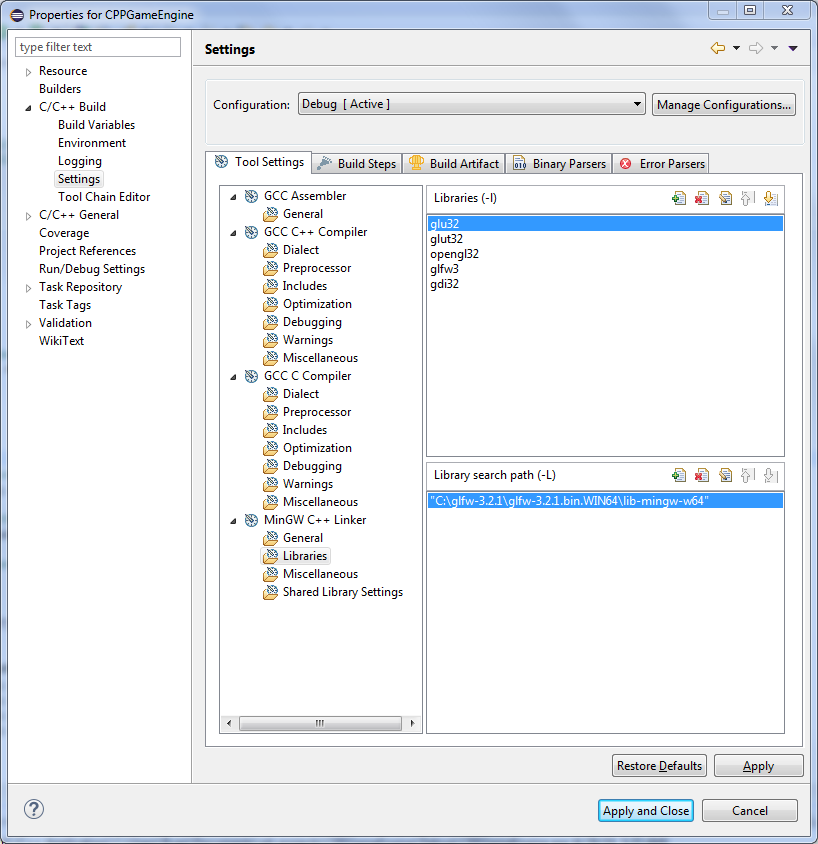 Properties for CPPGameEngine
type filter text
Resource
Builders
C/C++ Build
Build Variables
Environment
Logging
Settings
Tool Chain Editor
C/C++ General
Coverage
Project References
Run/Debug Settings
Task Repository
Task Tags
Validation
WikiText
Settings
Configuration: Debug [ Active ] Manage Configurations...
Tool Settings Build Steps Build Artifact Binary Parsers Error Parsers
GCC Assembler
General
GCC C++ Compiler
Dialect
Preprocessor
Includes
Optimization
Debugging
Warnings
Miscellaneous
GCC C Compiler
Dialect
Preprocessor
Includes
Optimization
Debugging
Warnings
Miscellaneous
MinGW C++ Linker
General
Libraries
Miscellaneous
Shared Library Settings
Libraries (-l)
glu32
glut32
opengl32
glfw3
gdi32
Library search path (-L)
"C:\glfw-3.2.1\glfw-3.2.1.bin.WIN64\lib-mingw-w64"
Restore Defaults Apply
Apply and Close Cancel